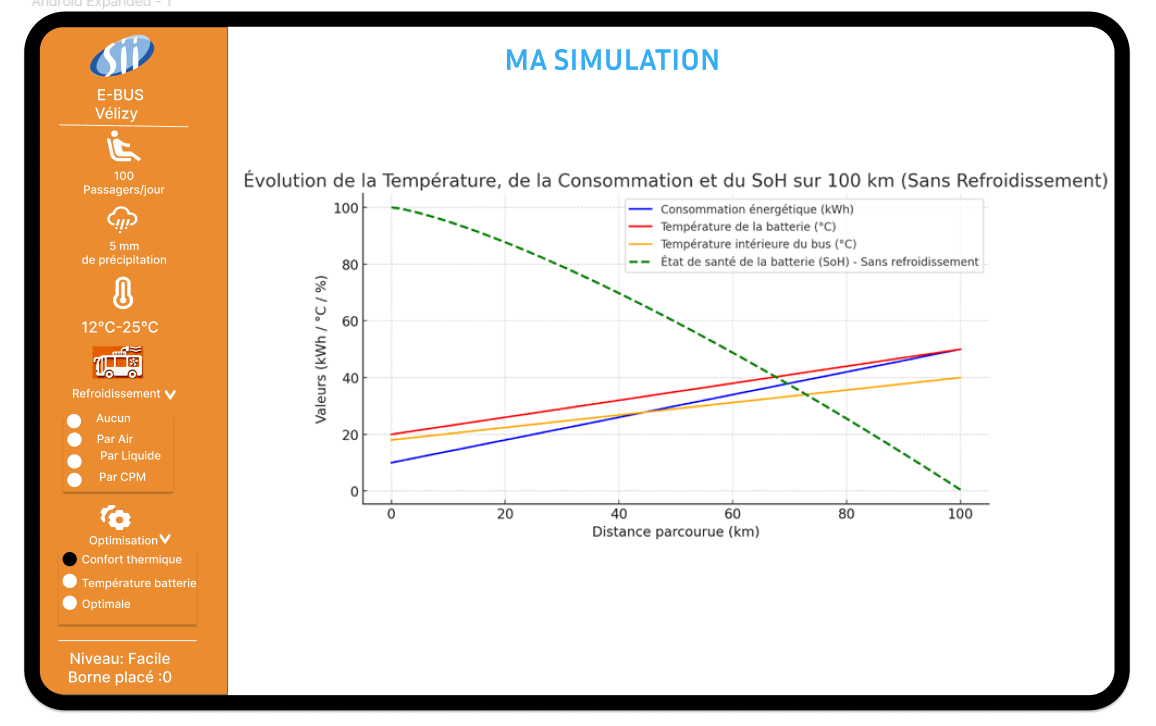 Android Expanded - 1
sii
E-BUS
Vélizy
100
Passagers/jour
5 mm
de précipitation
12°C-25°C
Refroidissement
Aucun
Par Air
Par Liquide
Par CPM
Optimisation
Confort thermique
Température batterie
Optimale
Niveau: Facile
Borne placé :0
MA SIMULATION
Évolution de la Température, de la Consommation et du SoH sur 100 km (Sans Refroidissement)
Consommation énergétique (kWh)
Température de la batterie (°C)
Température intérieure du bus (°C)
État de santé de la batterie (SoH) - Sans refroidissement
Valeurs (kWh / °C / %)
100
80
60
40
20
0
0 20 40 60 80 100
Distance parcourue (km)